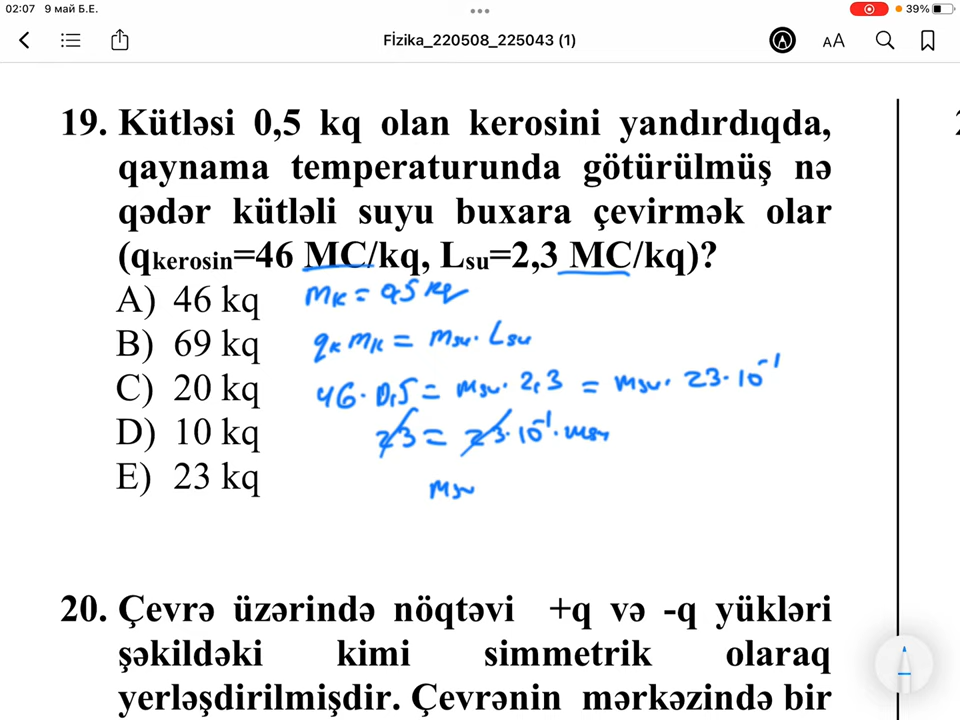 02:07 9 май Б.Е.
39%
Fİzika_220508_225043 (1)
AA
19. Kütləsi 0,5 kq olan kerosini yandırdıqda,
qaynama temperaturunda götürülmüş nə
qədər kütləli suyu buxara çevirmək olar
(qkerosin=46 MC/kq, Lsu=2,3 MC/kq)?
A) 46 kq
mk = 0,5 kq
B) 69 kq
qk mk = msu · Lsu
C) 20 kq
46 · 0,5 = msu · 2,3 = msu · 23 · 10⁻¹
D) 10 kq
23 = 23 · 10⁻¹ · msu
E) 23 kq
msu
20. Çevrə üzərində nöqtəvi +q və -q yükləri
şəkildəki kimi simmetrik olaraq
yerləşdirilmişdir. Çevrənin mərkəzində bir